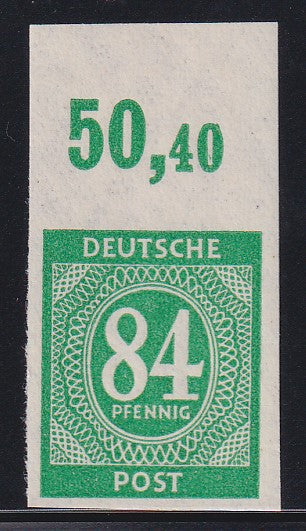 50,40
DEUTSCHE
84
PFENNIG
POST